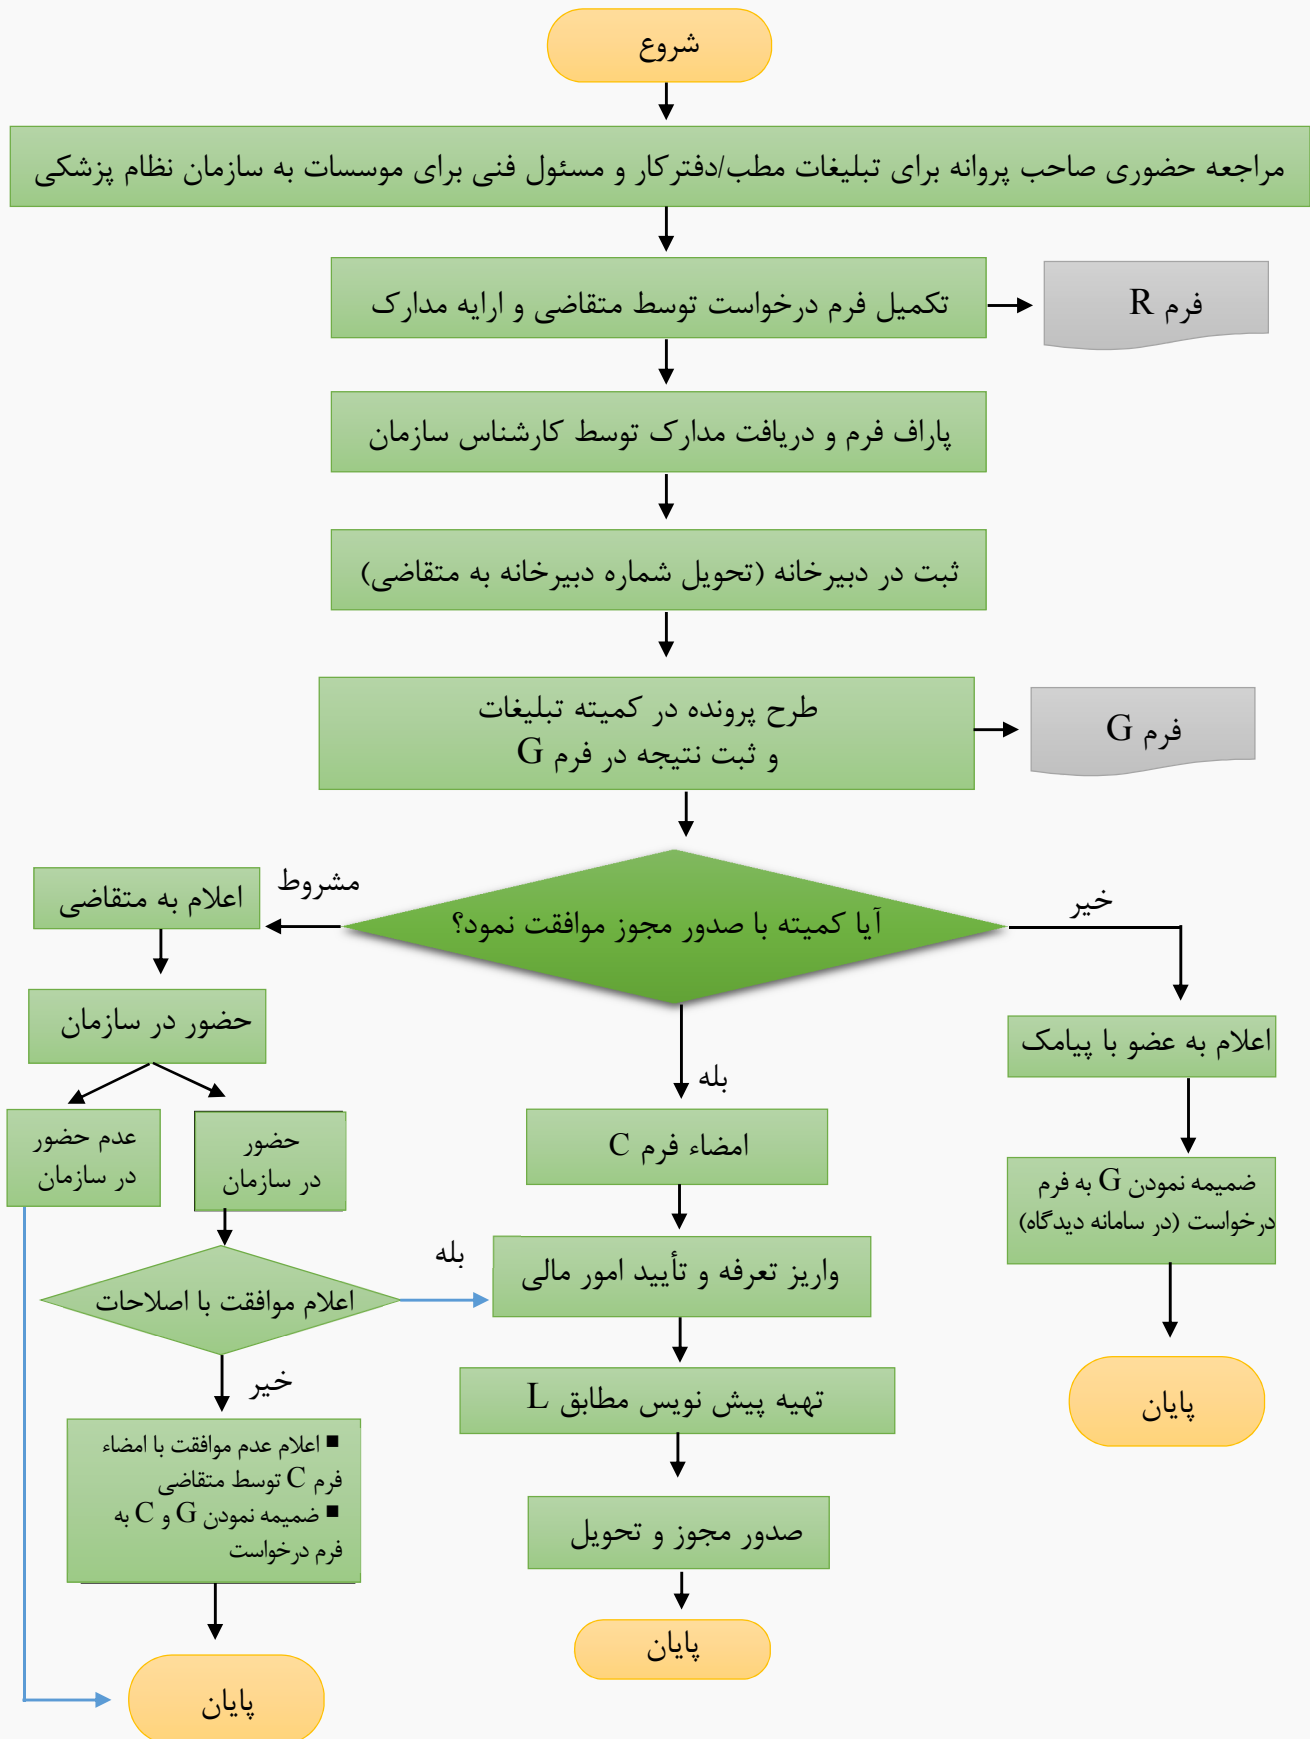 شروع
مراجعه حضوری صاحب پروانه برای تبلیغات مطب/دفترکار و مسئول فنی برای موسسات به سازمان نظام پزشکی
تکمیل فرم درخواست توسط متقاضی و ارایه مدارک
فرم R
پاراف فرم و دریافت مدارک توسط کارشناس سازمان
ثبت در دبیرخانه (تحویل شماره دبیرخانه به متقاضی)
طرح پرونده در کمیته تبلیغات
و ثبت نتیجه در فرم G
فرم G
آیا کمیته با صدور مجوز موافقت نمود؟
خیر
اعلام به عضو با پیامک
ضمیمه نمودن G به فرم
درخواست (در سامانه دیدگاه)
پایان
بله
امضاء فرم C
واریز تعرفه و تأیید امور مالی
تهیه پیش نویس مطابق L
صدور مجوز و تحویل
پایان
مشروط
اعلام به متقاضی
حضور در سازمان
حضور
در سازمان
عدم حضور
در سازمان
اعلام موافقت با اصلاحات
بله
خیر
▪ اعلام عدم موافقت با امضاء
فرم C توسط متقاضی
▪ ضمیمه نمودن G و C به
فرم درخواست
پایان